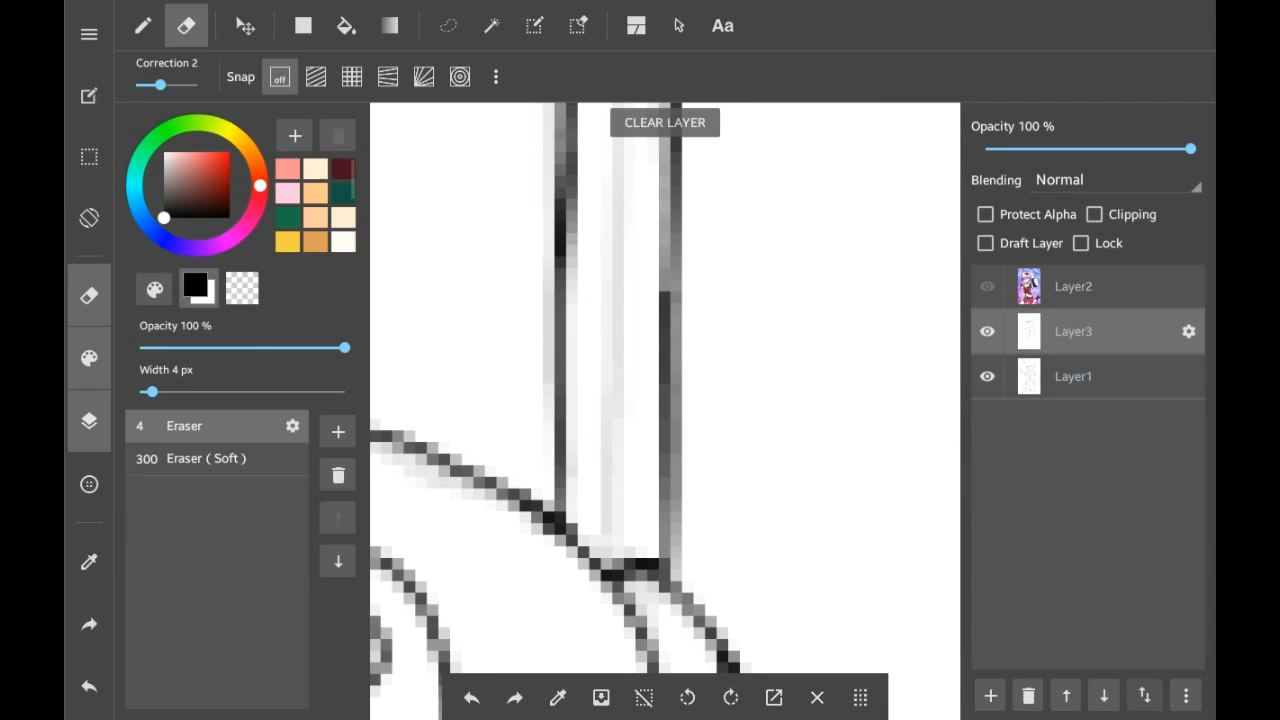 Aa
Correction 2
Snap
off
CLEAR LAYER
Opacity 100 %
Width 4 px
4 Eraser
300 Eraser ( Soft )
Opacity 100 %
Blending Normal
Protect Alpha
Clipping
Draft Layer
Lock
Layer2
Layer3
Layer1